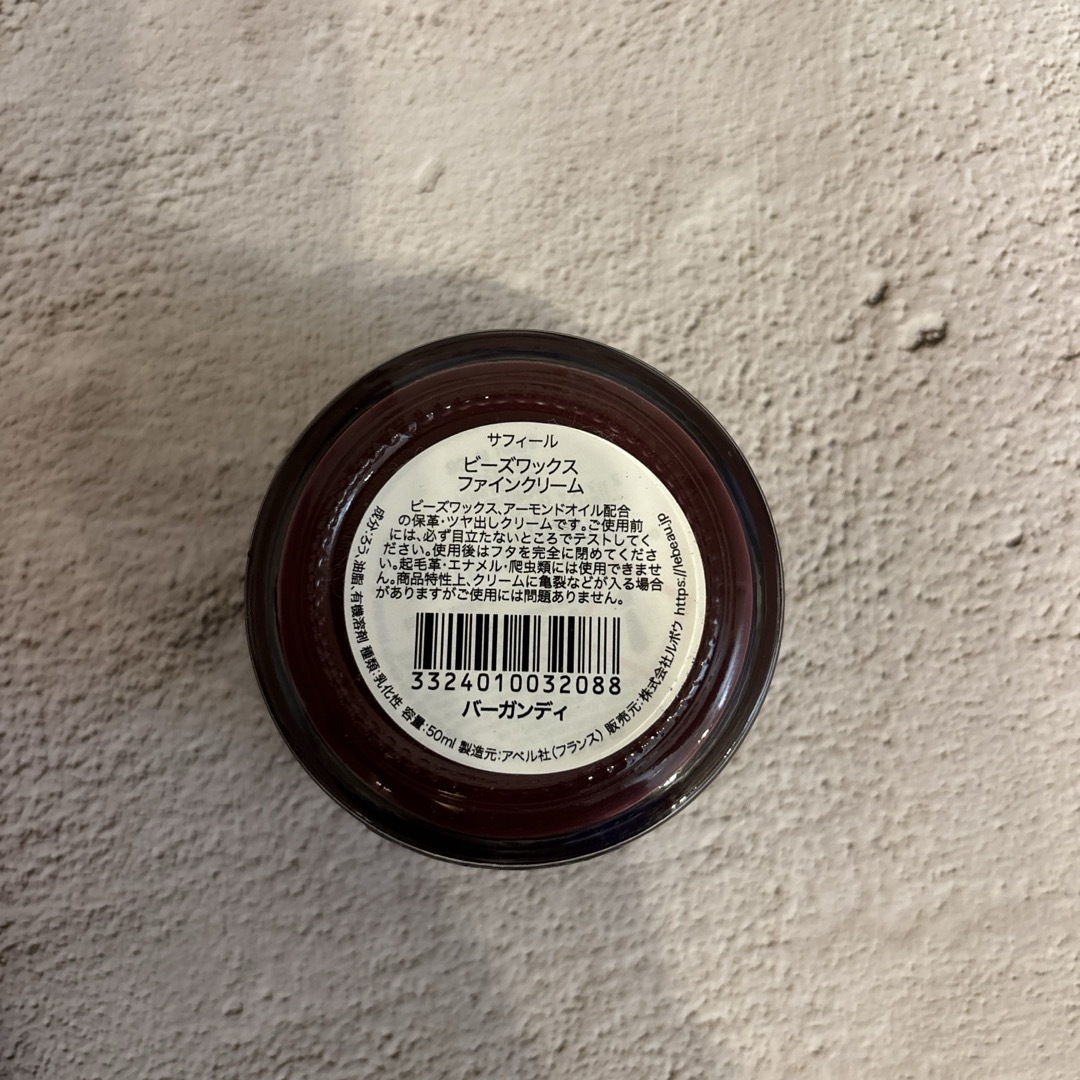 サフィール
ビーズワックス
ファインクリーム
ビーズワックス、アーモンドオイル配合
の保革・ツヤ出しクリームです。ご使用前
には、必ず目立たないところでテストしてく
ださい。使用後はフタを完全に閉めてくださ
い。起毛革・エナメル・爬虫類には使用できませ
ん。商品特性上、クリームに亀裂などが入る場合
がありますがご使用には問題ありません。
3324010032088
バーガンディ
成分:ろう、油脂、有機溶剤 種類:乳化性 容量:50ml 製造元:アベル社(フランス) 販売元:株式会社ルボウ https://lebeau.jp